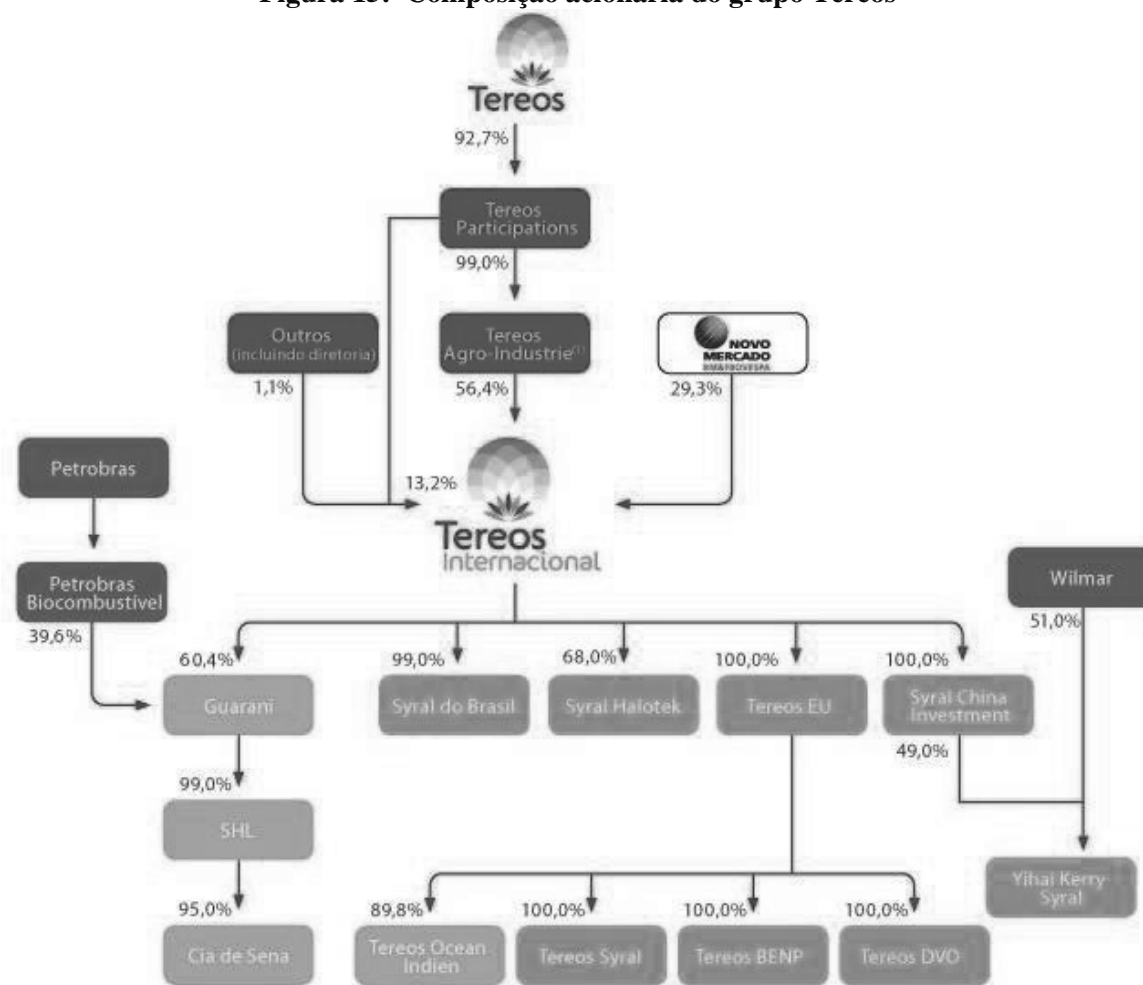 Figura 15: Composição acionária do grupo Tereos
Tereos
92,7%
Tereos
Participations
99,0%
Outros
(incluindo diretoria)
1,1%
Tereos
Agro-Industrie(1)
56,4%
NOVO
MERCADO
BM&FBOVESPA
29,3%
Petrobras
13,2%
Tereos
Internacional
Petrobras
Biocombustível
39,6%
Wilmar
51,0%
60,4%
99,0%
68,0%
100,0%
100,0%
Guarani
Syral do Brasil
Syral Halotek
Tereos EU
Syral China
Investment
49,0%
99,0%
SHL
Yihai Kerry
Syral
95,0%
89,8%
100,0%
100,0%
100,0%
Cia de Sena
Tereos Ocean
Indien
Tereos Syral
Tereos BENP
Tereos DVO